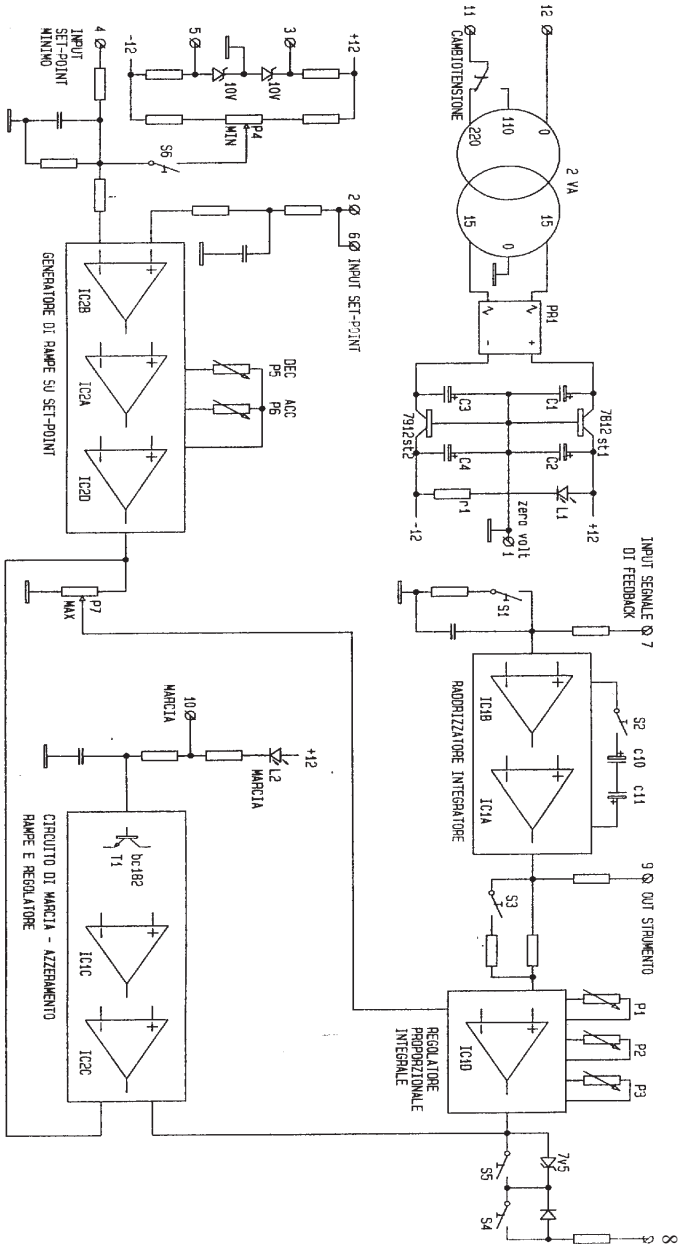 12
11
CAMBIOTENSIONE
0
110
220
2 VA
15
0
15
PR1
+
-
C1
C3
7812 st1
7912st2
C2
C4
L1
r1
+12
-12
zero volt
1
INPUT SEGNALE
DI FEEDBACK
7
S1
IC1B
IC1A
RADDRIZZATORE INTEGRATORE
S2
c10
c11
9 OUT STRUMENTO
S3
P1
P2
P3
IC1D
REGOLATORE
PROPORZIONALE
INTEGRALE
7v5
S5
S4
8
+12
3
10V
10V
5
-12
P4
MIN
S6
4
INPUT
SET-POINT
MINIMO
2
6 INPUT SET-POINT
IC2B
IC2A
IC2D
GENERATORE DI RAMPE SU SET-POINT
DEC
P5
ACC
P6
P7
MAX
+12
L2
MARCIA
10
MARCIA
bc182
T1
IC1C
IC2C
CIRCUITO DI MARCIA - AZZERAMENTO
RAMPE E REGOLATORE